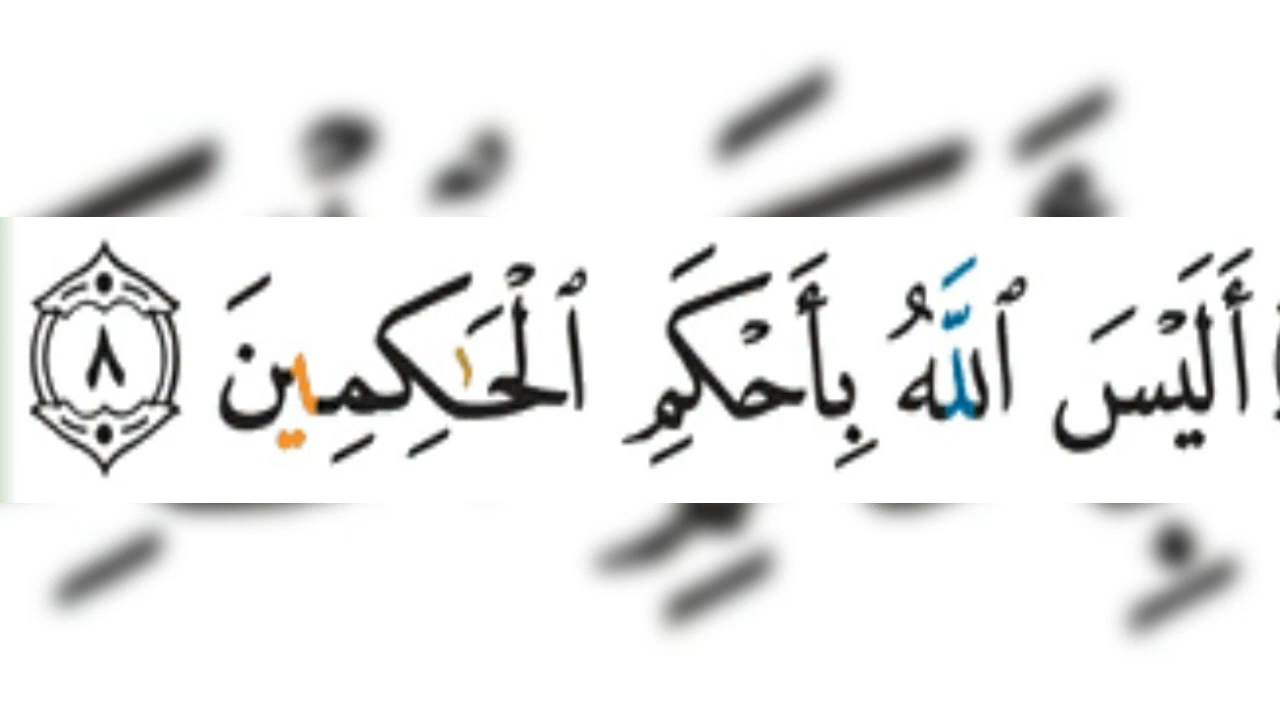 أَلَيْسَ ٱللَّهُ بِأَحْكَمِ ٱلْحَـٰكِمِينَ ٨